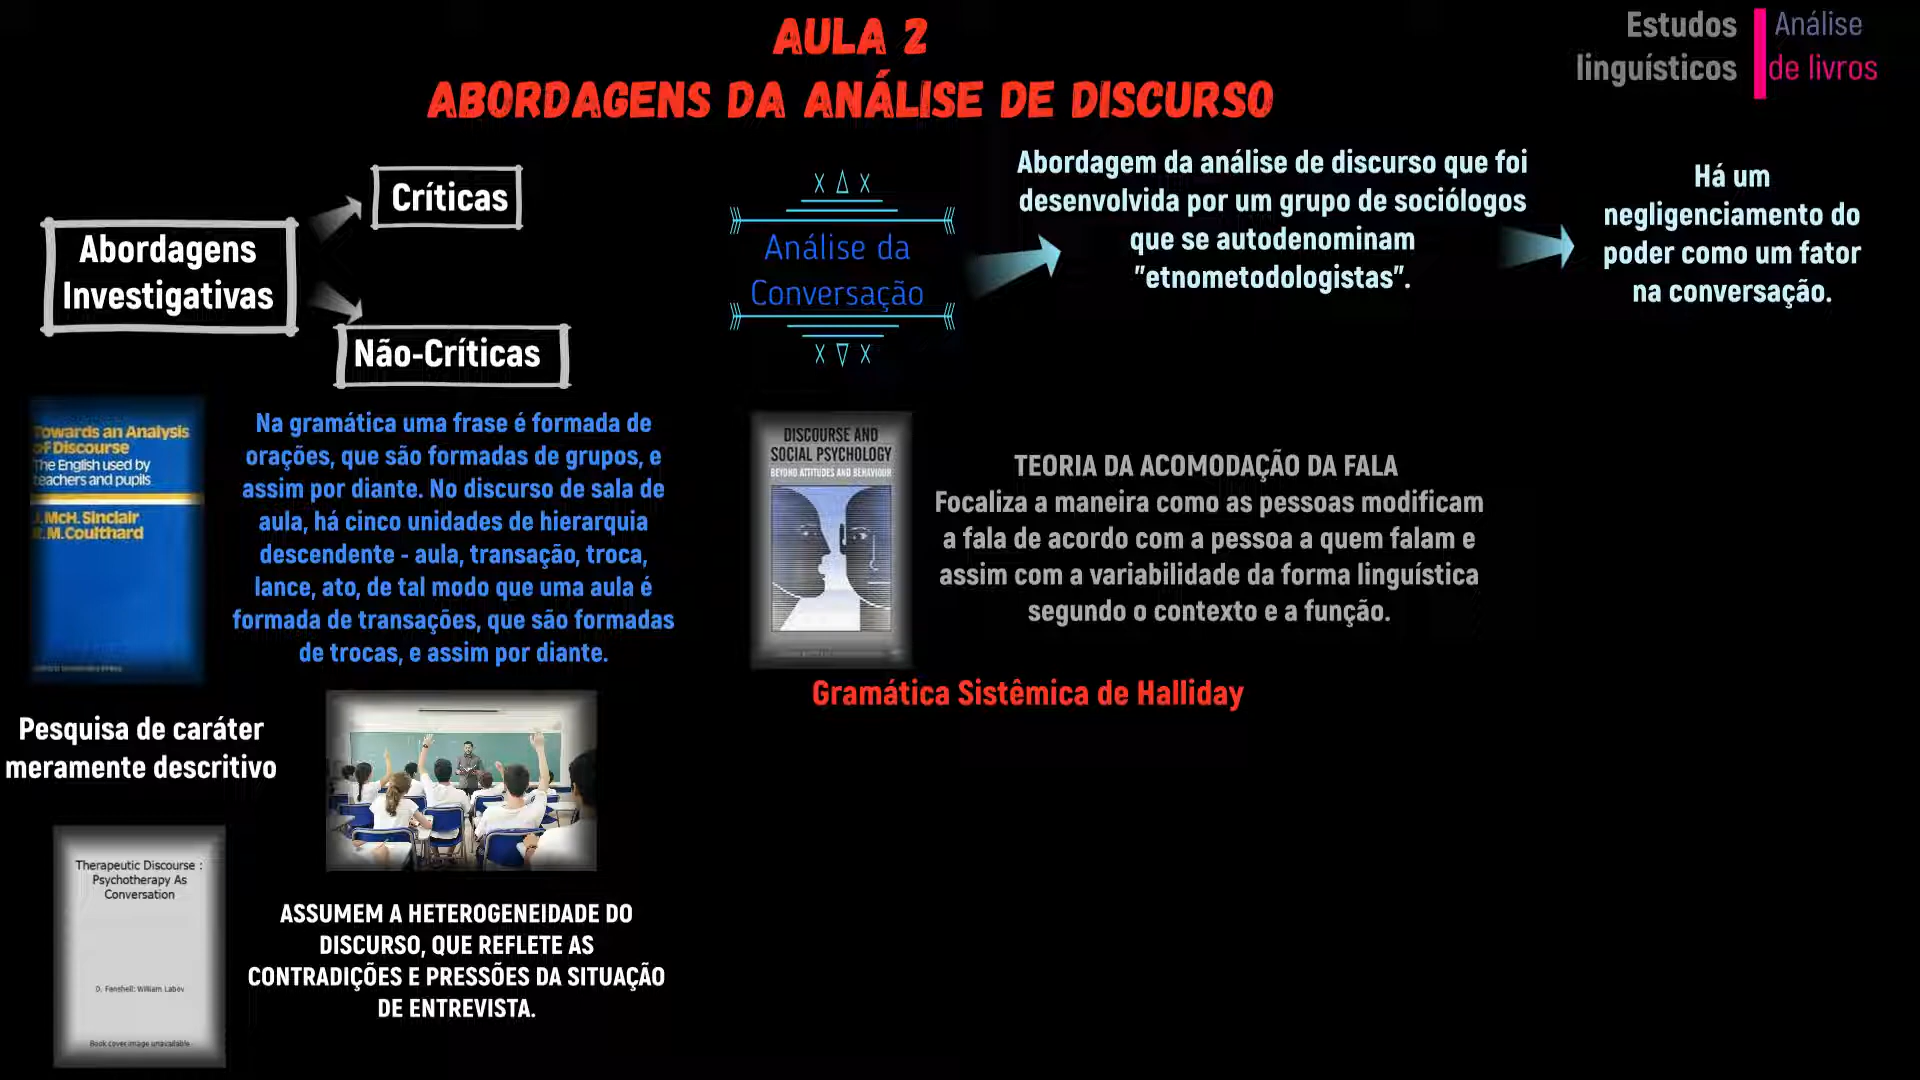 AULA 2
ABORDAGENS DA ANÁLISE DE DISCURSO
Estudos
linguísticos
Análise
de livros
Abordagens
Investigativas
Críticas
Não-Críticas
X Δ X
Análise da
Conversação
X ∇ X
Abordagem da análise de discurso que foi
desenvolvida por um grupo de sociólogos
que se autodenominam
"etnometodologistas".
Há um
negligenciamento do
poder como um fator
na conversação.
Towards an Analysis
of Discourse
The English used by
teachers and pupils
J. McH. Sinclair
R. M. Coulthard
Na gramática uma frase é formada de
orações, que são formadas de grupos, e
assim por diante. No discurso de sala de
aula, há cinco unidades de hierarquia
descendente - aula, transação, troca,
lance, ato, de tal modo que uma aula é
formada de transações, que são formadas
de trocas, e assim por diante.
DISCOURSE AND
SOCIAL PSYCHOLOGY
BEYOND ATTITUDES AND BEHAVIOUR
TEORIA DA ACOMODAÇÃO DA FALA
Focaliza a maneira como as pessoas modificam
a fala de acordo com a pessoa a quem falam e
assim com a variabilidade da forma linguística
segundo o contexto e a função.
Gramática Sistêmica de Halliday
Pesquisa de caráter
meramente descritivo
Therapeutic Discourse :
Psychotherapy As
Conversation
D. Fanshell: William Labov
Book cover image unavailable
ASSUMEM A HETEROGENEIDADE DO
DISCURSO, QUE REFLETE AS
CONTRADIÇÕES E PRESSÕES DA SITUAÇÃO
DE ENTREVISTA.